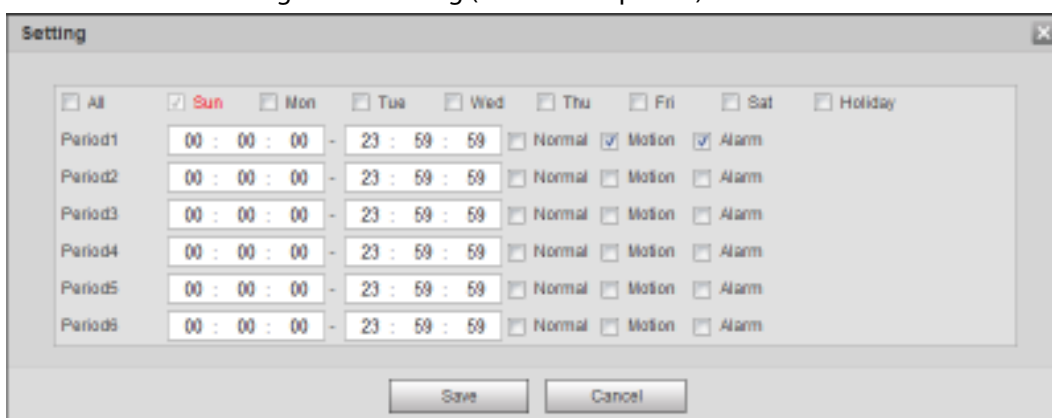 Setting
All Sun Mon Tue Wed Thu Fri Sat Holiday
Period1 00 : 00 : 00 - 23 : 59 : 59 Normal Motion Alarm
Period2 00 : 00 : 00 - 23 : 59 : 59 Normal Motion Alarm
Period3 00 : 00 : 00 - 23 : 59 : 59 Normal Motion Alarm
Period4 00 : 00 : 00 - 23 : 59 : 59 Normal Motion Alarm
Period5 00 : 00 : 00 - 23 : 59 : 59 Normal Motion Alarm
Period6 00 : 00 : 00 - 23 : 59 : 59 Normal Motion Alarm
Save Cancel